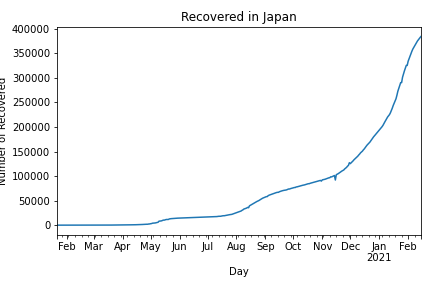 Recovered in Japan
Number of Recovered
400000
350000
300000
250000
200000
150000
100000
50000
0
Feb Mar Apr May Jun Jul Aug Sep Oct Nov Dec Jan Feb
2021
Day